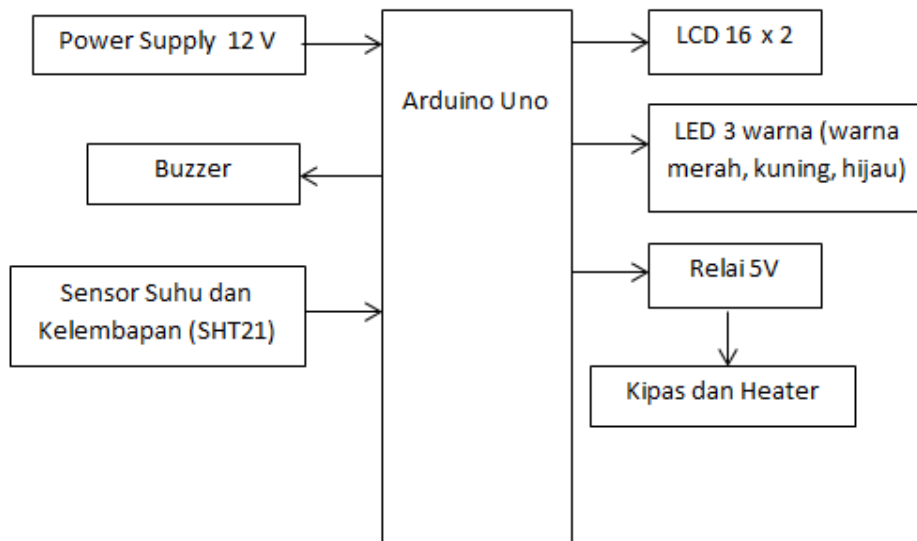 Power Supply 12 V
Buzzer
Sensor Suhu dan
Kelembapan (SHT21)
Arduino Uno
LCD 16 x 2
LED 3 warna (warna
merah, kuning, hijau)
Relai 5V
Kipas dan Heater